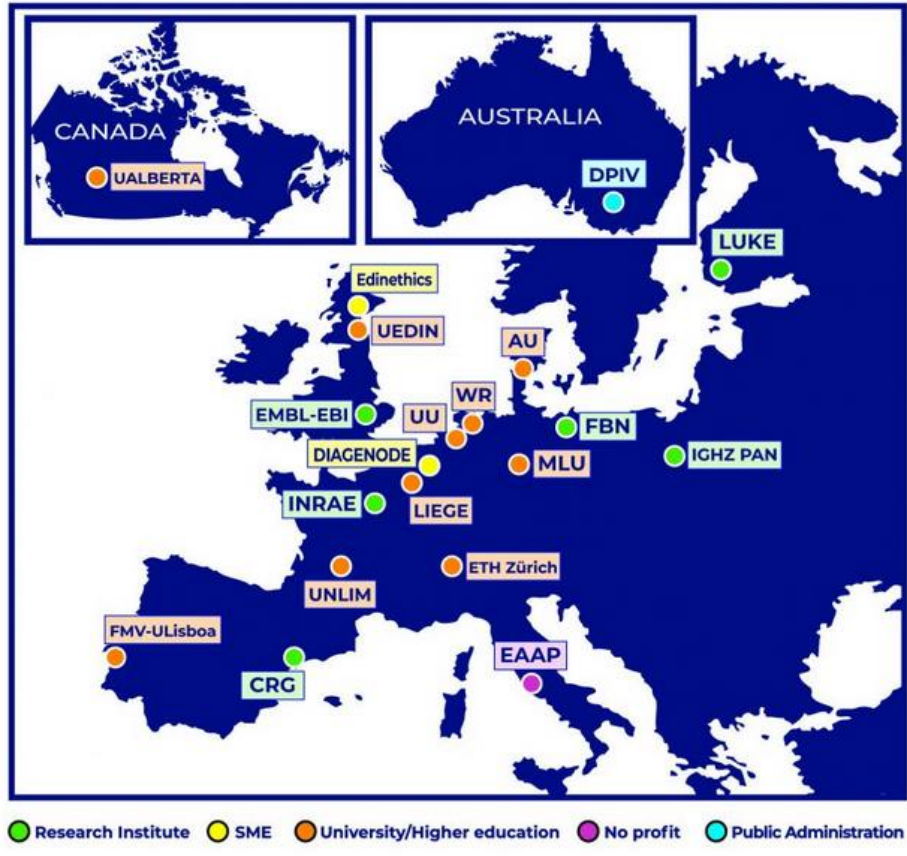 CANADA
UALBERTA
AUSTRALIA
DPIV
LUKE
Edinethics
UEDIN
AU
WR
UU
EMBL-EBI
FBN
DIAGENODE
MLU
IGHZ PAN
INRAE
LIEGE
UNLIM
ETH Zürich
FMV-ULisboa
CRG
EAAP
Research Institute SME University/Higher education No profit Public Administration